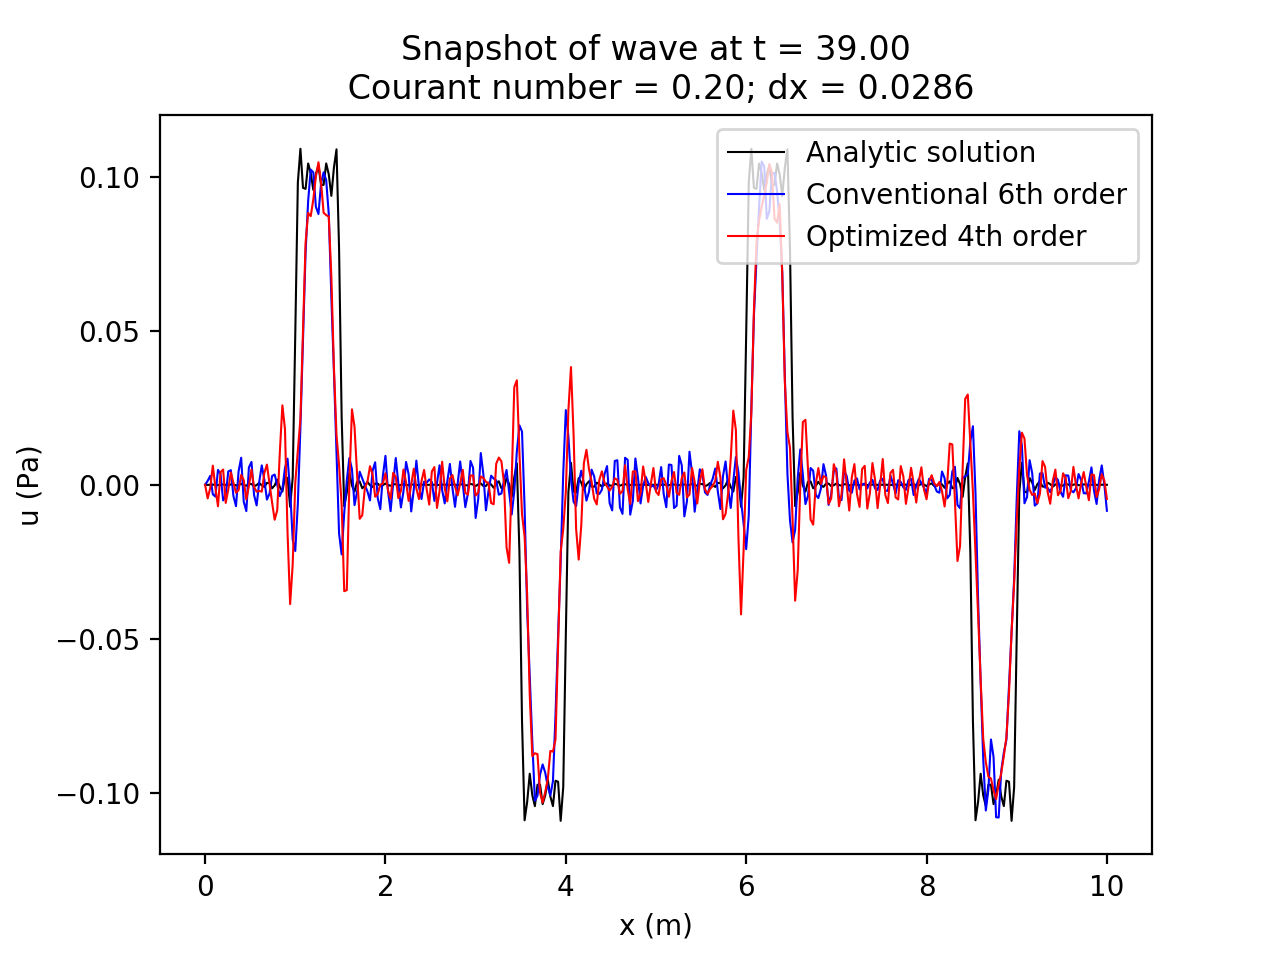 Snapshot of wave at t = 39.00
Courant number = 0.20; dx = 0.0286
Analytic solution
Conventional 6th order
Optimized 4th order
0.10
0.05
0.00
−0.05
−0.10
u (Pa)
0 2 4 6 8 10
x (m)